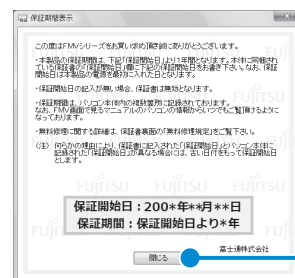 保証期間表示
この度はFMVシリーズをお買い求め頂き誠にありがとうございます。
・本製品の保証期間は、下記「保証開始日」より1年間となります。本体に同梱され
ている保証書の「保証開始日」欄に下記の保証開始日をお書き下さい。なお、保証
開始日は本製品の電源を最初に入れた日となります。
・保証開始日の記入が無い場合、保証書は無効となります。
・保証期間は、パソコン本体内の複数箇所に記録されております。
なお、FMV画面で見るマニュアルのパソコンの情報からいつでもご覧頂けるように
なっております。
・無料修理に関する詳細は、保証書裏面の「無料修理規定」をご覧下さい。
(注) 何らかの理由により、保証書に記入された「保証開始日」とパソコン本体に
記録された「保証開始日」が異なる場合には、古い日付をもって保証開始日
とします。
FUJITSU FUJITSU
保証開始日：200*年**月**日
保証期間：保証開始日より*年
富士通株式会社
閉じる